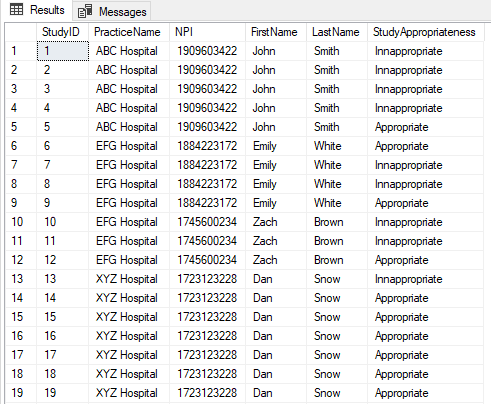 Results Messages
StudyID PracticeName NPI FirstName LastName StudyAppropriateness
1 1 ABC Hospital 1909603422 John Smith Innappropriate
2 2 ABC Hospital 1909603422 John Smith Innappropriate
3 3 ABC Hospital 1909603422 John Smith Innappropriate
4 4 ABC Hospital 1909603422 John Smith Innappropriate
5 5 ABC Hospital 1909603422 John Smith Appropriate
6 6 EFG Hospital 1884223172 Emily White Appropriate
7 7 EFG Hospital 1884223172 Emily White Innappropriate
8 8 EFG Hospital 1884223172 Emily White Innappropriate
9 9 EFG Hospital 1884223172 Emily White Appropriate
10 10 EFG Hospital 1745600234 Zach Brown Innappropriate
11 11 EFG Hospital 1745600234 Zach Brown Innappropriate
12 12 EFG Hospital 1745600234 Zach Brown Appropriate
13 13 XYZ Hospital 1723123228 Dan Snow Innappropriate
14 14 XYZ Hospital 1723123228 Dan Snow Appropriate
15 15 XYZ Hospital 1723123228 Dan Snow Appropriate
16 16 XYZ Hospital 1723123228 Dan Snow Appropriate
17 17 XYZ Hospital 1723123228 Dan Snow Appropriate
18 18 XYZ Hospital 1723123228 Dan Snow Appropriate
19 19 XYZ Hospital 1723123228 Dan Snow Appropriate